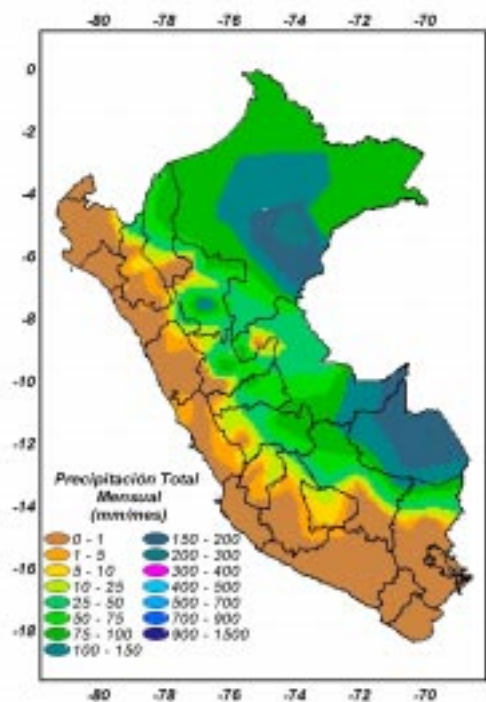 -80 -78 -76 -74 -72 -70
0
-2
-4
-6
-8
-10
-12
-14
-16
-18
Precipitación Total
Mensual
(mm/mes)
0 - 1
1 - 5
5 - 10
10 - 25
25 - 50
50 - 75
75 - 100
100 - 150
150 - 200
200 - 300
300 - 400
400 - 500
500 - 700
700 - 900
900 - 1500
-80 -78 -76 -74 -72 -70